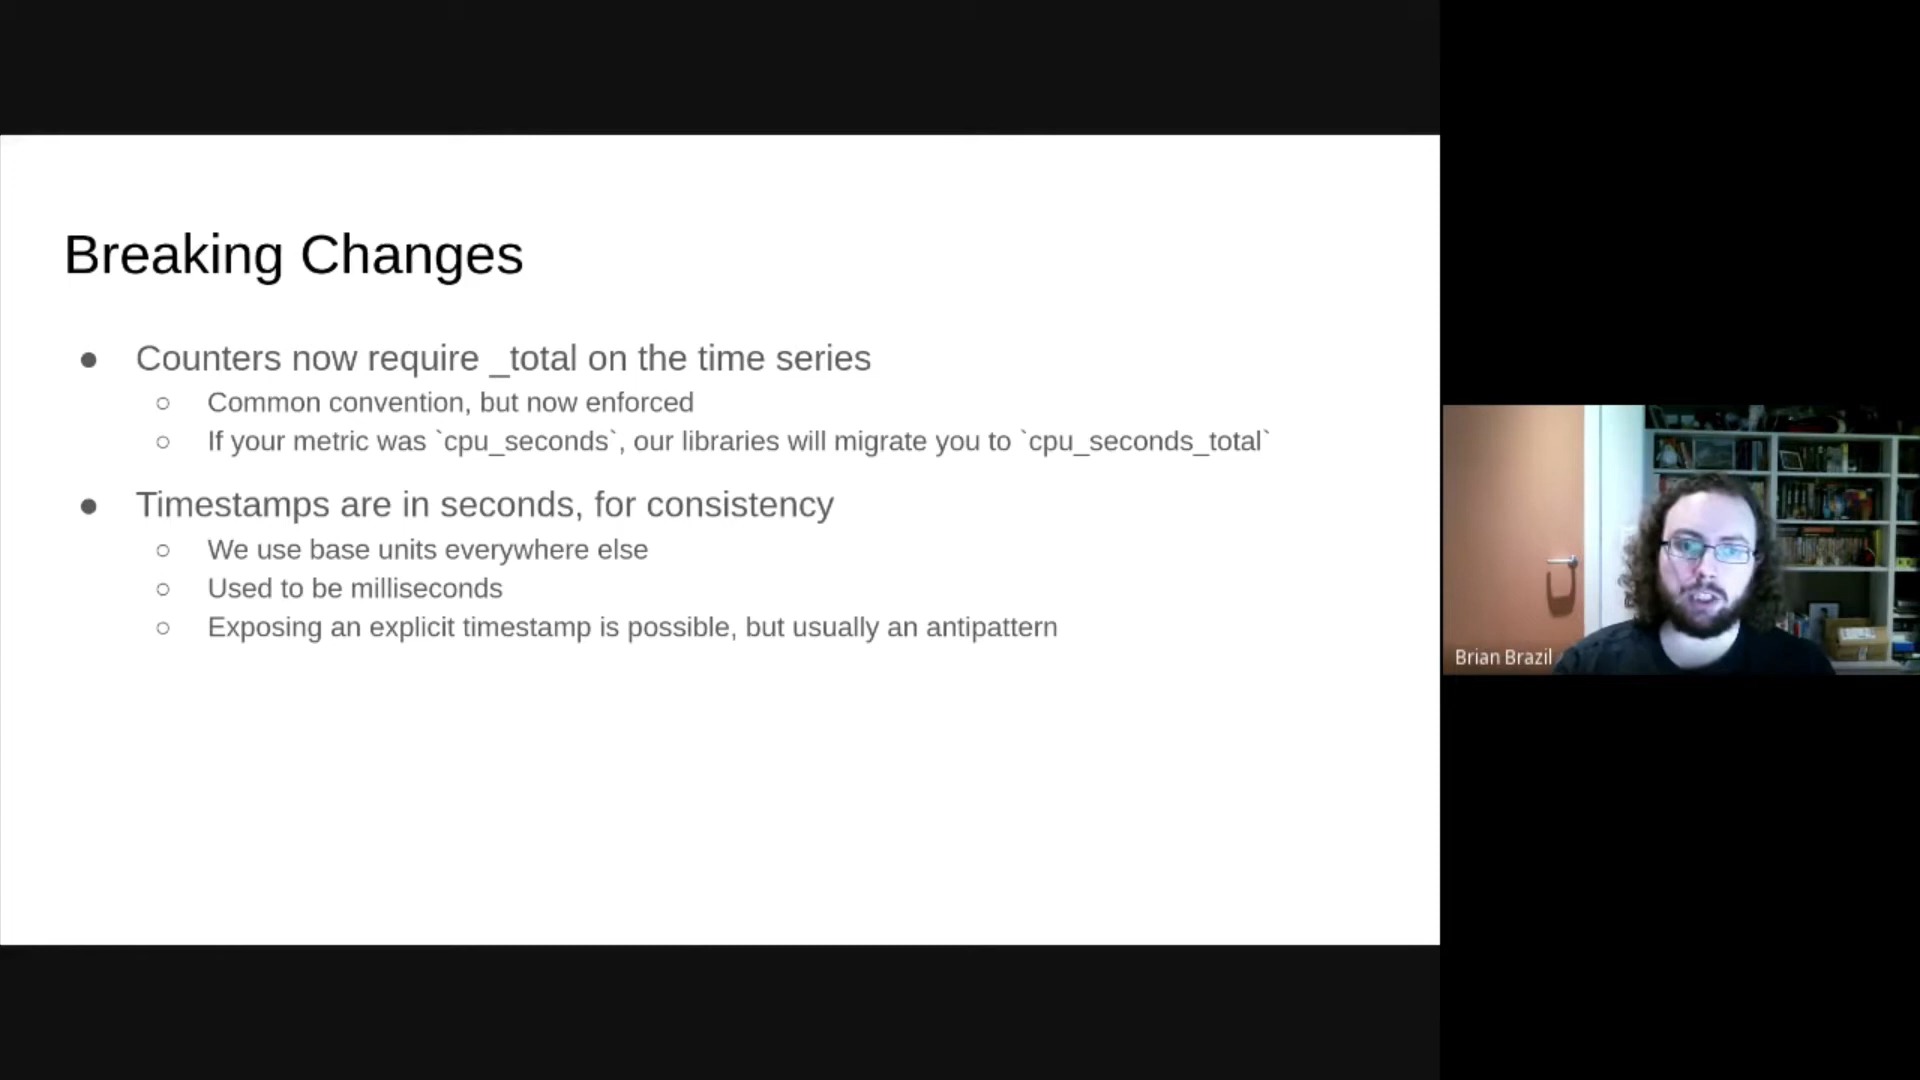 Breaking Changes
● Counters now require _total on the time series
○ Common convention, but now enforced
○ If your metric was `cpu_seconds`, our libraries will migrate you to `cpu_seconds_total`
● Timestamps are in seconds, for consistency
○ We use base units everywhere else
○ Used to be milliseconds
○ Exposing an explicit timestamp is possible, but usually an antipattern
Brian Brazil